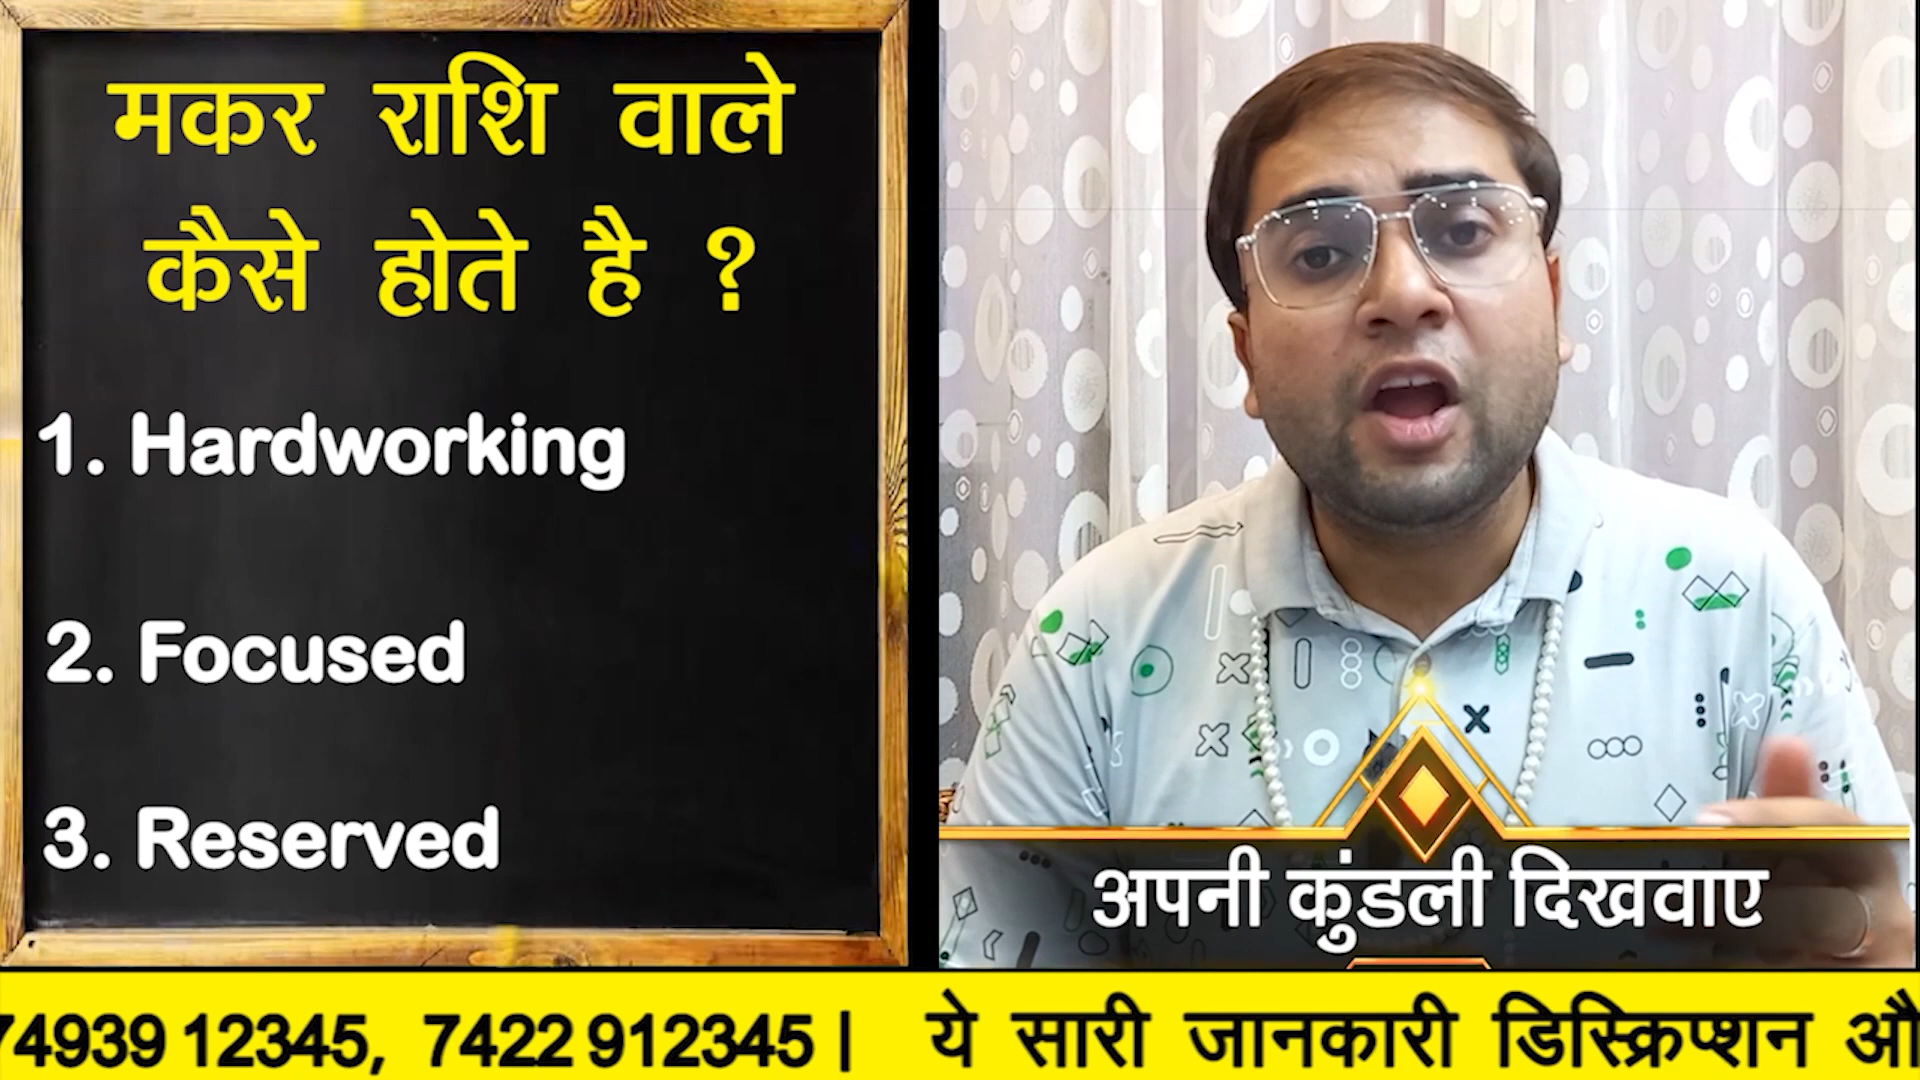 मकर राशि वाले
कैसे होते है ?
1. Hardworking
2. Focused
3. Reserved
अपनी कुंडली दिखवाए
74939 12345, 7422 912345 | ये सारी जानकारी डिस्क्रिप्शन